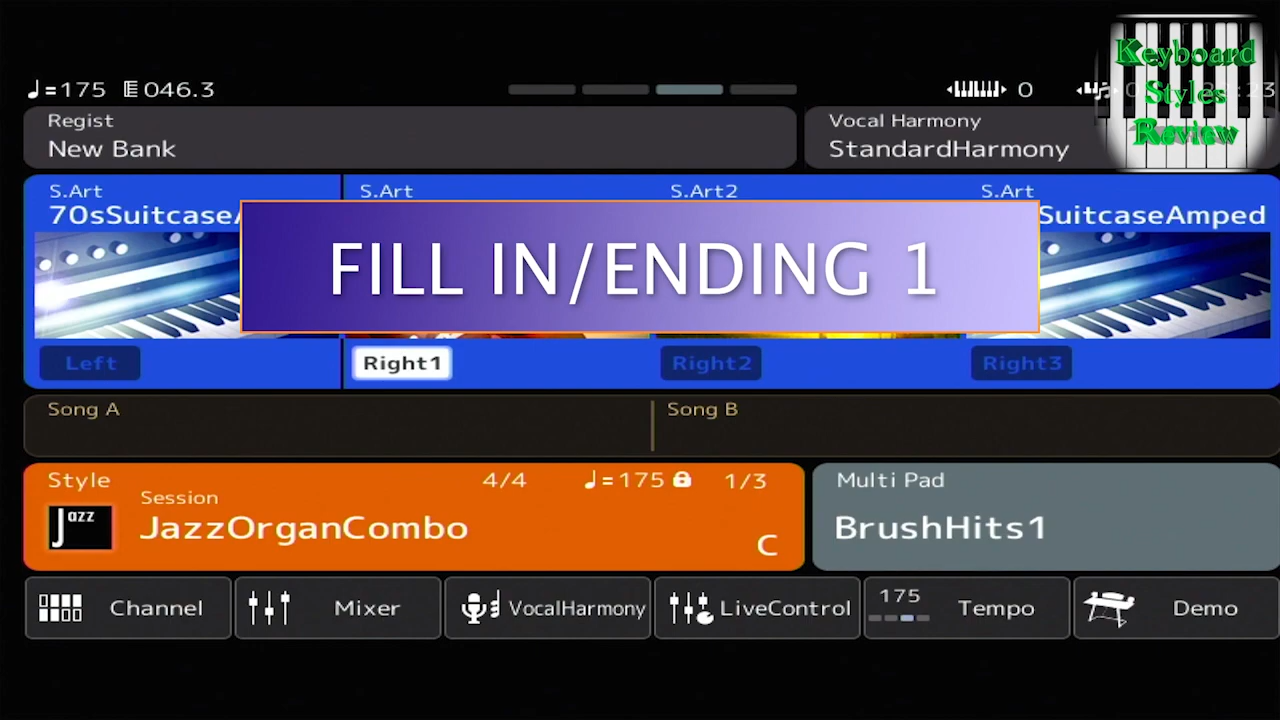 ♩=175 046.3
0
Keyboard
Styles
Review
Regist
New Bank
Vocal Harmony
StandardHarmony
S.Art
S.Art
S.Art2
S.Art
70sSuitcase
SuitcaseAmped
FILL IN/ENDING 1
Left
Right1
Right2
Right3
Song A
Song B
Style
4/4 ♩=175 1/3
Session
Jazz
JazzOrganCombo
C
Multi Pad
BrushHits1
Channel
Mixer
VocalHarmony
LiveControl
175
Tempo
Demo